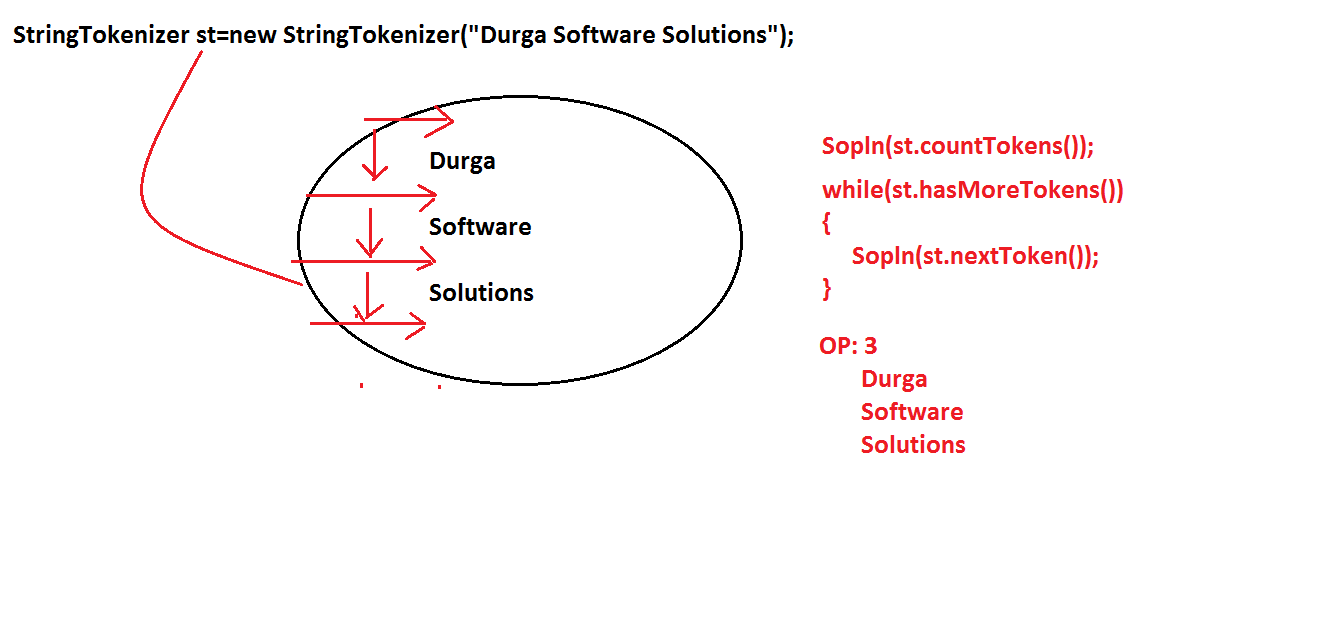 StringTokenizer st=new StringTokenizer("Durga Software Solutions");
Durga
Software
Solutions
Sopln(st.countTokens());
while(st.hasMoreTokens())
{
Sopln(st.nextToken());
}
OP: 3
Durga
Software
Solutions